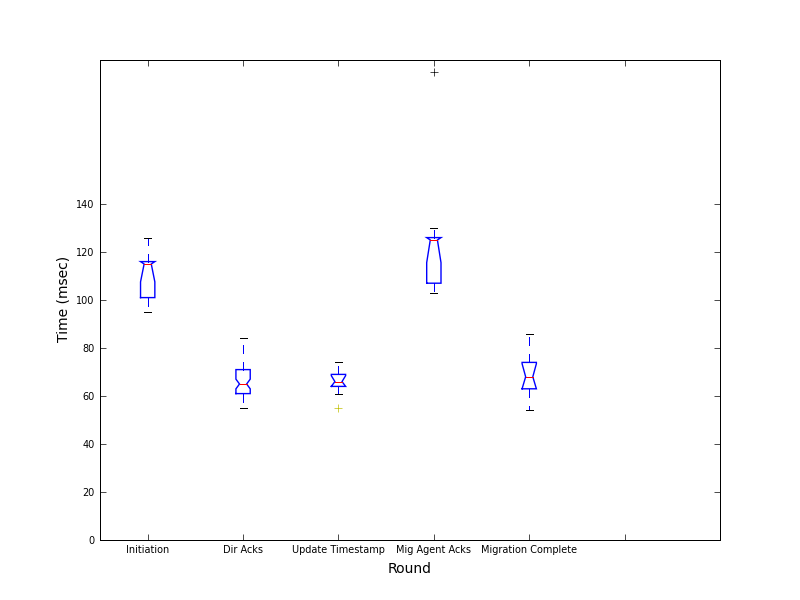 140
120
100
80
60
40
20
0
Time (msec)
Initiation
Dir Acks
Update Timestamp
Mig Agent Acks
Migration Complete
Round